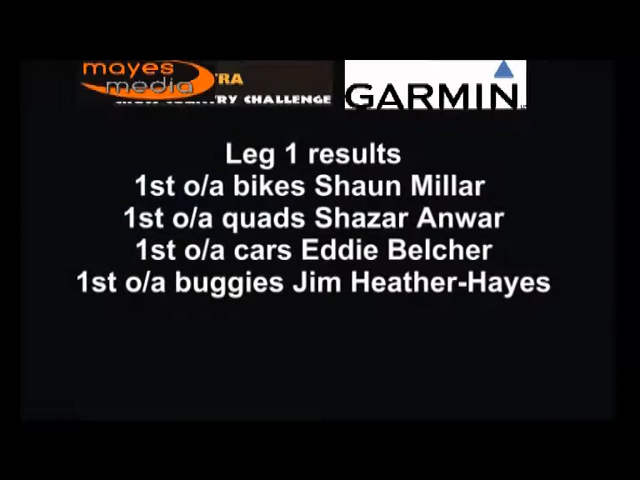 mayes
media
TRA
COUNTRY CHALLENGE
GARMIN
Leg 1 results
1st o/a bikes Shaun Millar
1st o/a quads Shazar Anwar
1st o/a cars Eddie Belcher
1st o/a buggies Jim Heather-Hayes